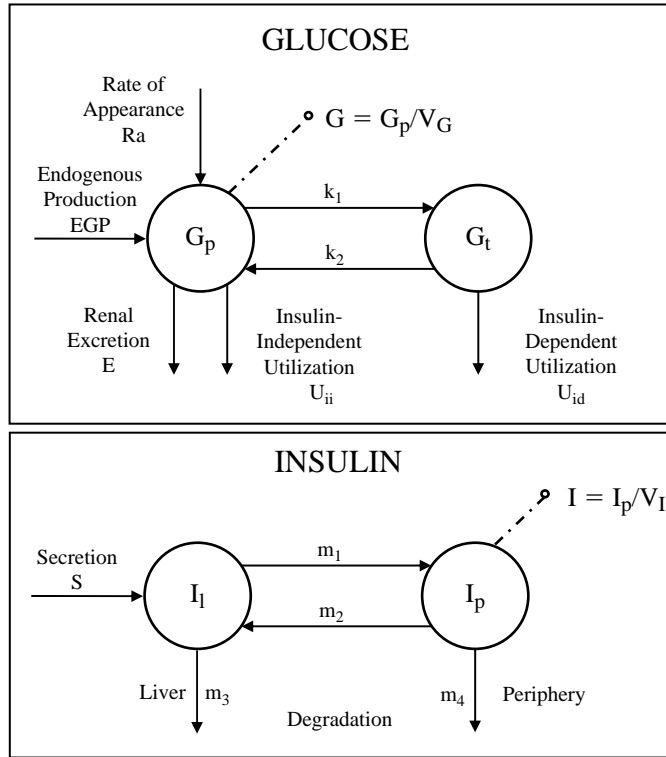 GLUCOSE
Rate of
Appearance
Ra
G = Gp/VG
Endogenous
Production
EGP
k1
Gp
Gt
k2
Renal
Excretion
E
Insulin-
Independent
Utilization
Uii
Insulin-
Dependent
Utilization
Uid
INSULIN
I = Ip/VI
Secretion
S
m1
Il
Ip
m2
Liver m3
m4 Periphery
Degradation